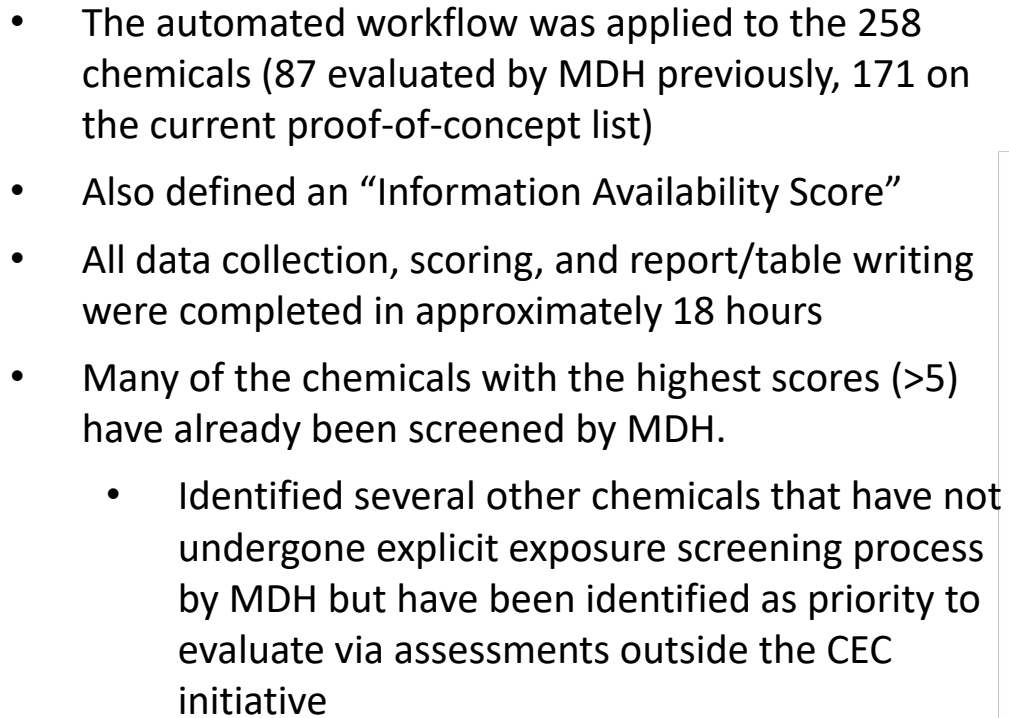 • The automated workflow was applied to the 258
chemicals (87 evaluated by MDH previously, 171 on
the current proof-of-concept list)
• Also defined an “Information Availability Score”
• All data collection, scoring, and report/table writing
were completed in approximately 18 hours
• Many of the chemicals with the highest scores (>5)
have already been screened by MDH.
• Identified several other chemicals that have not
undergone explicit exposure screening process
by MDH but have been identified as priority to
evaluate via assessments outside the CEC
initiative